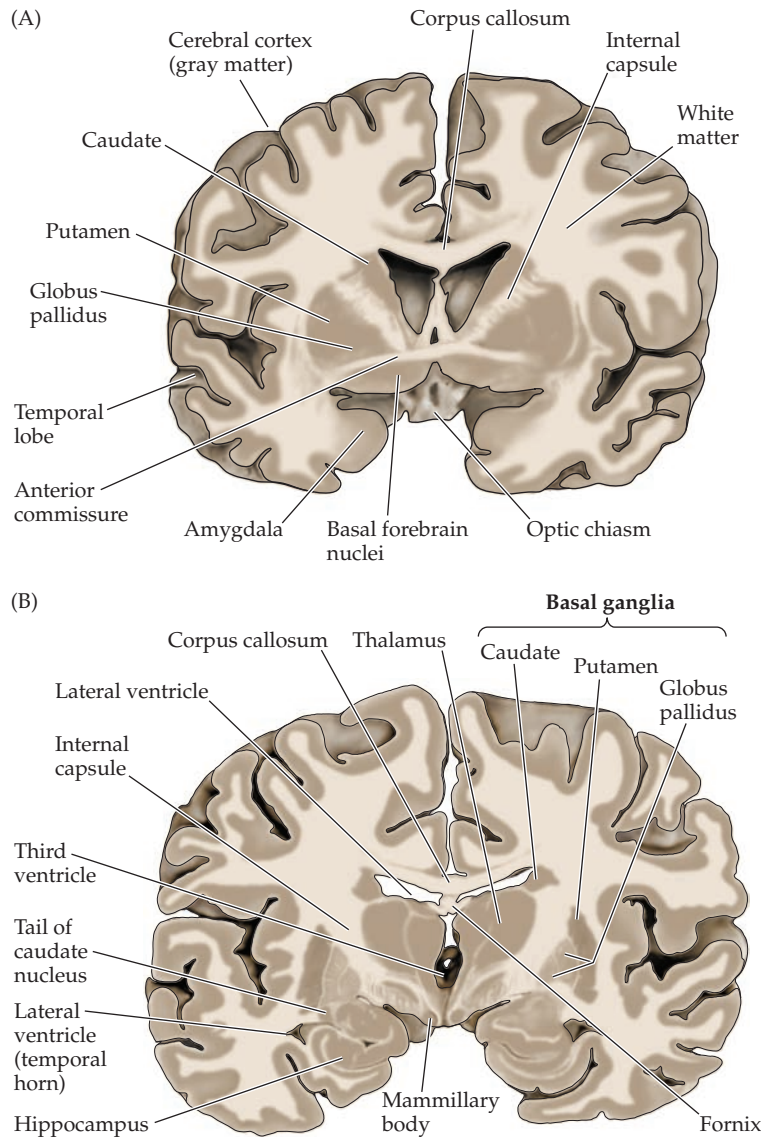 (A)
Corpus callosum
Cerebral cortex
(gray matter)
Internal
capsule
White
matter
Caudate
Putamen
Globus
pallidus
Temporal
lobe
Anterior
commissure
Amygdala
Basal forebrain
nuclei
Optic chiasm
(B)
Basal ganglia
Corpus callosum
Thalamus
Caudate
Putamen
Globus
pallidus
Lateral ventricle
Internal
capsule
Third
ventricle
Tail of
caudate
nucleus
Lateral
ventricle
(temporal
horn)
Hippocampus
Mammillary
body
Fornix